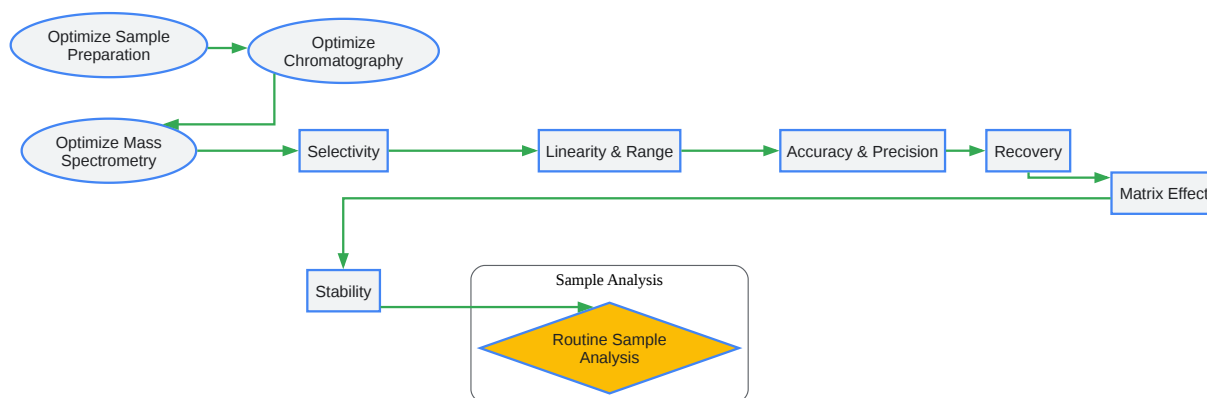 Optimize Sample
Preparation
Optimize
Chromatography
Optimize Mass
Spectrometry
Selectivity
Linearity & Range
Accuracy & Precision
Recovery
Matrix Effect
Stability
Sample Analysis
Routine Sample
Analysis